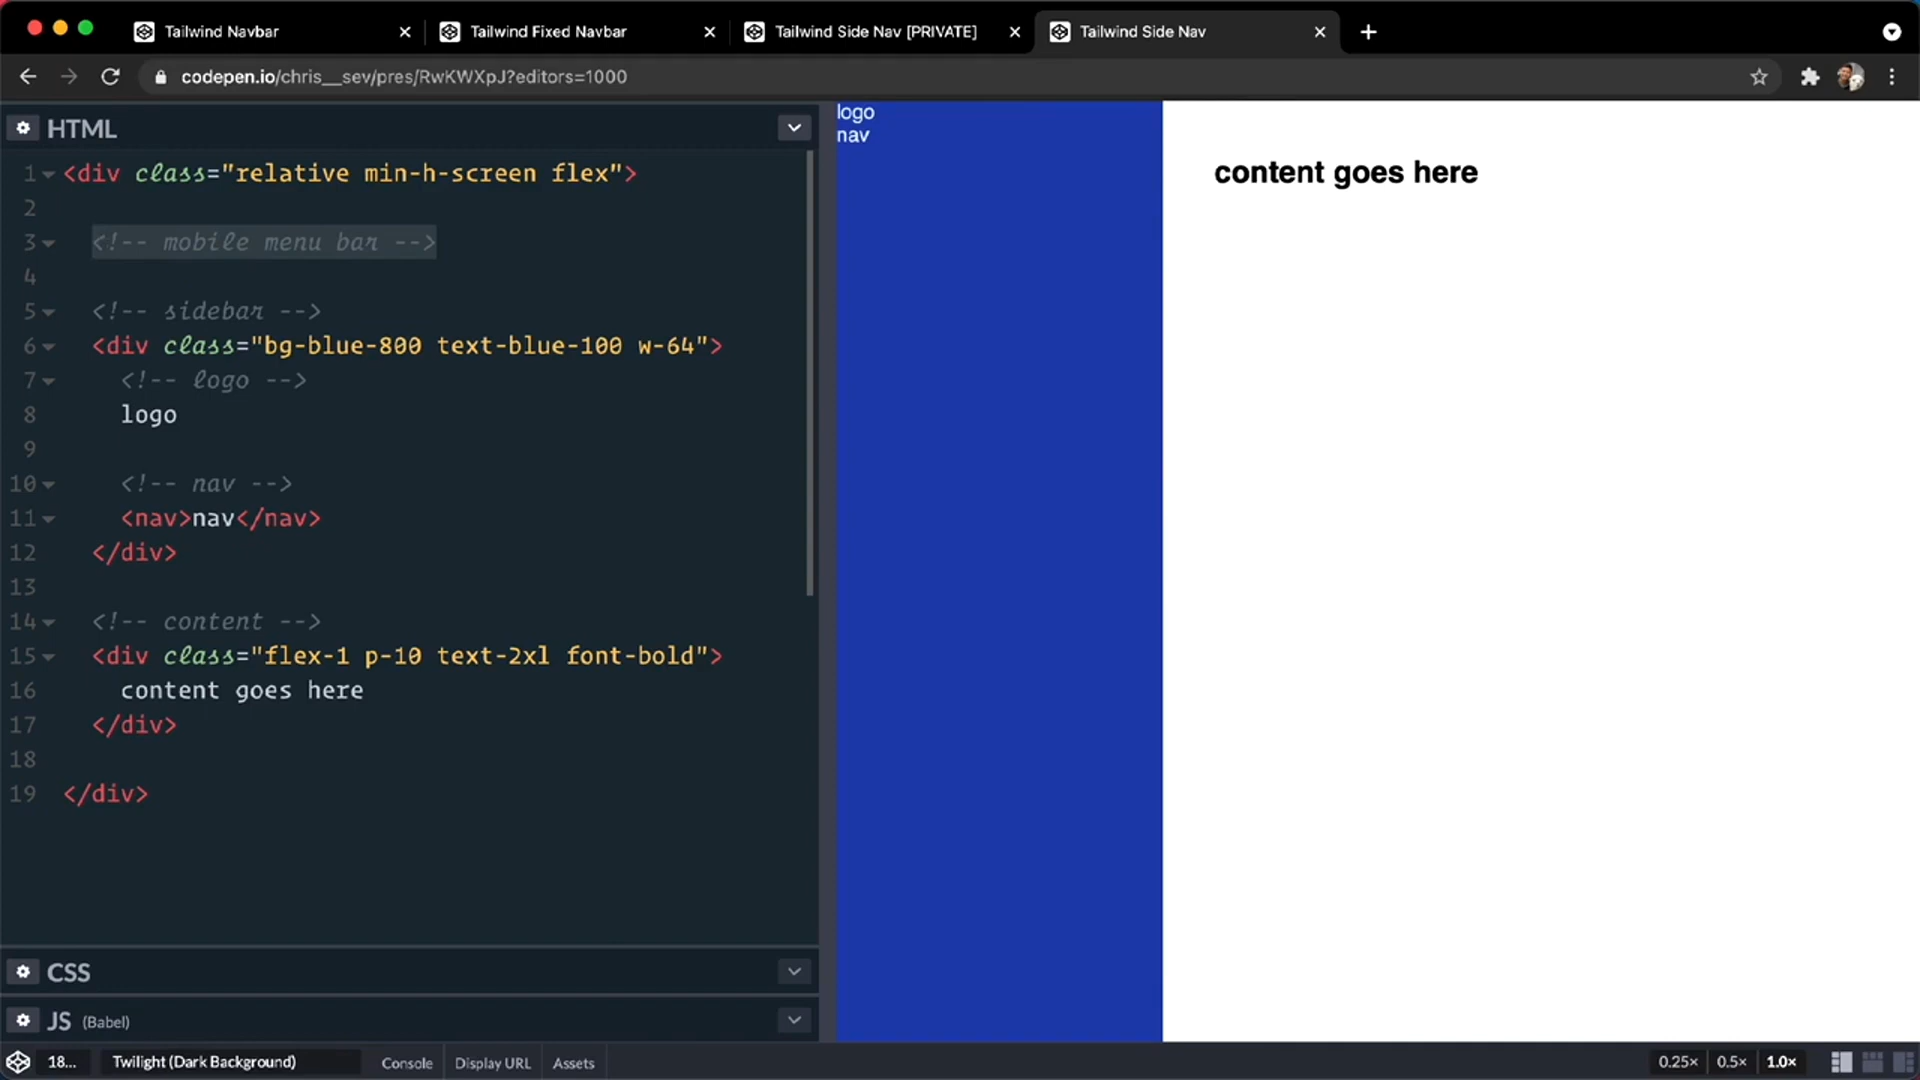 Tailwind Navbar
Tailwind Fixed Navbar
Tailwind Side Nav [PRIVATE]
Tailwind Side Nav
codepen.io/chris__sev/pres/RwKWXpJ?editors=1000
HTML
1 <div class="relative min-h-screen flex">
2
3 <!-- mobile menu bar -->
4
5 <!-- sidebar -->
6 <div class="bg-blue-800 text-blue-100 w-64">
7 <!-- logo -->
8 logo
9
10 <!-- nav -->
11 <nav>nav</nav>
12 </div>
13
14 <!-- content -->
15 <div class="flex-1 p-10 text-2xl font-bold">
16 content goes here
17 </div>
18
19 </div>
logo
nav
content goes here
CSS
JS (Babel)
18... Twilight (Dark Background) Console Display URL Assets 0.25× 0.5× 1.0×